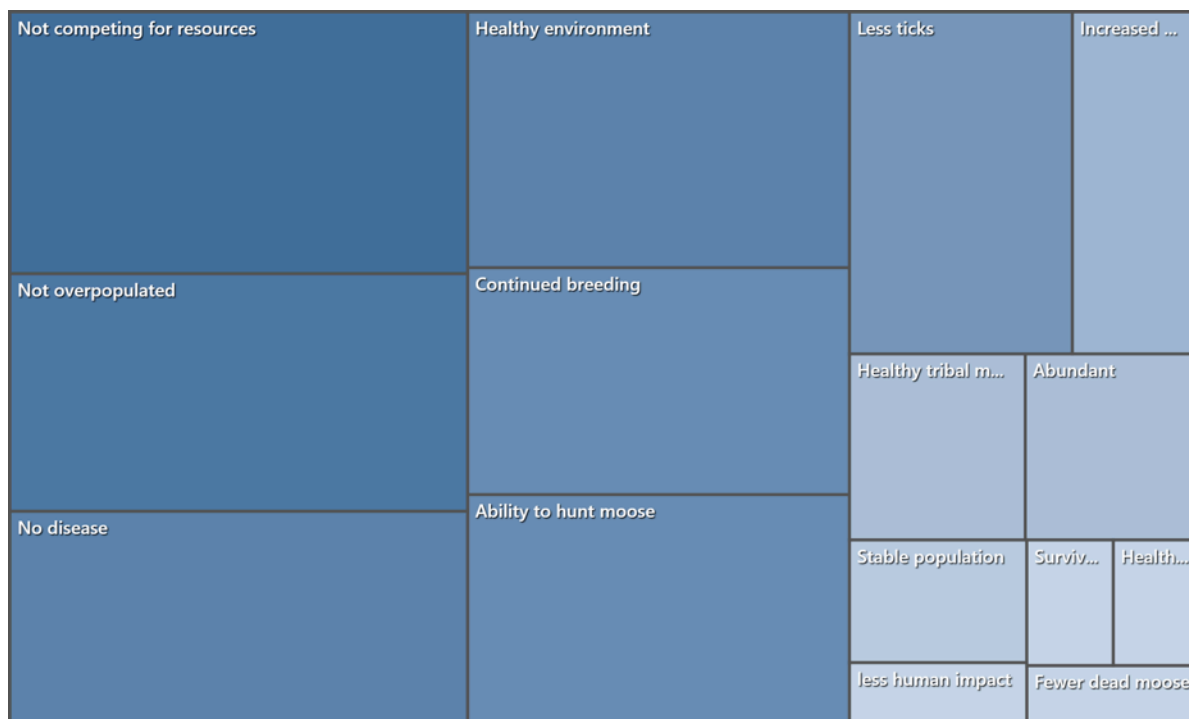 Not competing for resources
Healthy environment
Less ticks
Increased ...
Not overpopulated
Continued breeding
Healthy tribal m...
Abundant
No disease
Ability to hunt moose
Stable population
Surviv...
Health...
less human impact
Fewer dead moose